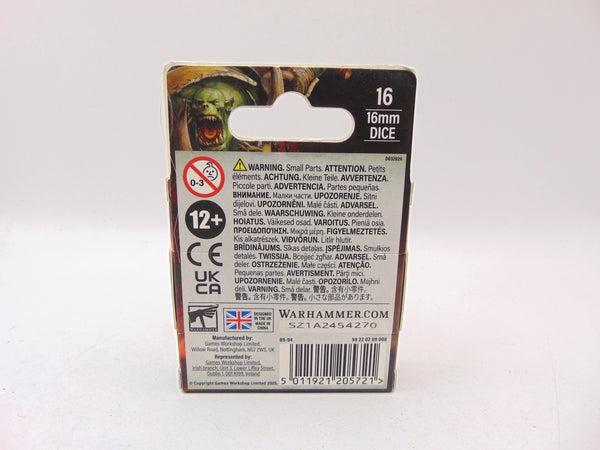 16
16mm
DICE
D032024
0-3
12+
CE
UK
CA
WARNING. Small Parts. ATTENTION. Petits
éléments. ACHTUNG. Kleine Teile. AVVERTENZA.
Piccole parti. ADVERTENCIA. Partes pequeñas.
ВНИМАНИЕ. Малки части. UPOZORENJE. Sitni
dijelovi. UPOZORNĚNI. Malé části. ADVARSEL.
Små dele. WAARSCHUWING. Kleine onderdelen.
HOIATUS. Väikesed osad. VAROITUS. Pieniä osia.
ΠΡΟΕΙΔΟΠΟΙΗΣΗ. Μικρά μέρη. FIGYELMEZTETÉS.
Kis alkatrészek. VIÐVÖRUN. Litlir hlutir.
BRĪDINĀJUMS. Sīkas detaļas. ĮSPĖJIMAS. Smulkios
detalės. TWISSIJA. Bċejjeċ żgħar. ADVARSEL. Små
deler. OSTRZEŻENIE. Małe części. ATENÇÃO.
Pequenas partes. AVERTISMENT. Părți mici.
UPOZORNENIE. Malé časti. OPOZORILO. Majhni
deli. VARNING. Små delar. 警告。含有小零件。
警告。含有小零件。警告。小さな部品があります。
DESIGNED IN THE UK
MADE IN
CHINA
WARHAMMER.COM
SZ1A2454270
Manufactured by:
Games Workshop Limited,
Willow Road, Nottingham, NG7 2WS, UK
Represented by:
Games Workshop Limited,
Irish branch, Unit 3, Lower Liffey Street,
Dublin 1, D01 K199, Ireland
© Copyright Games Workshop Limited 2025.
89-94
99 22 02 09 008
5 011921 205721 >